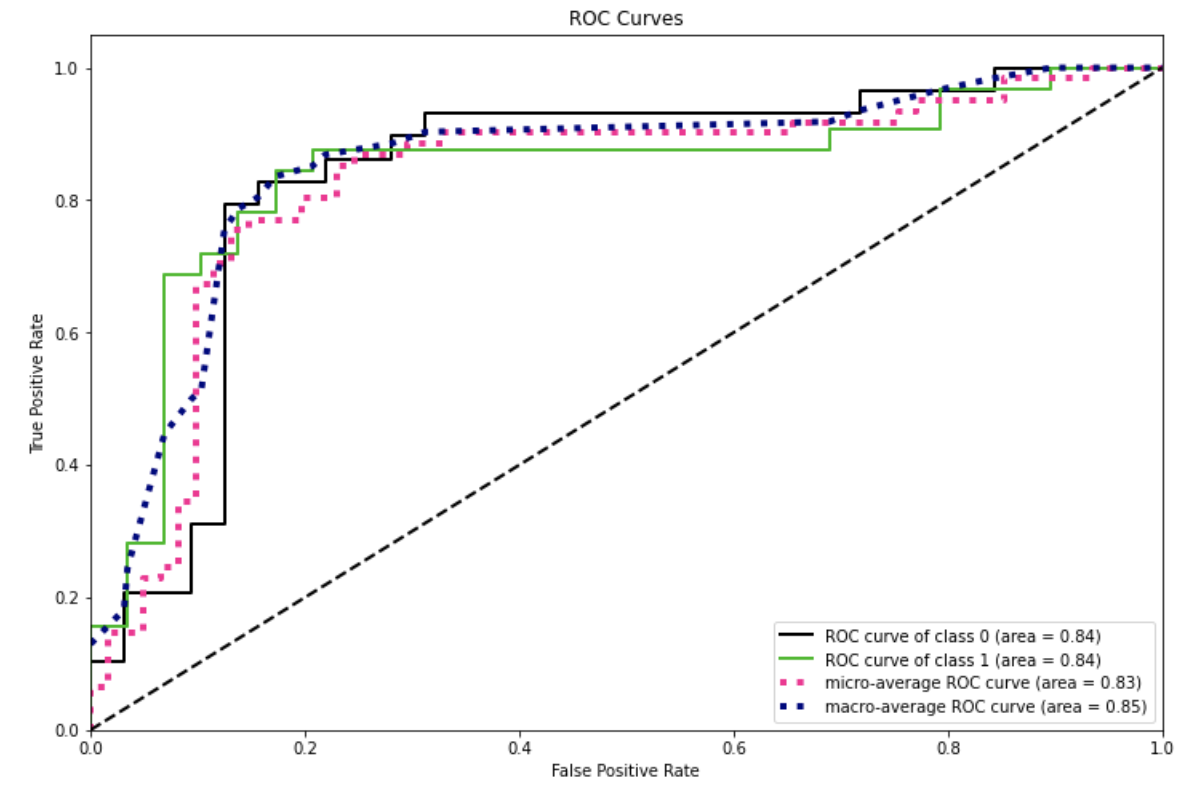 ROC Curves
True Positive Rate
1.0
0.8
0.6
0.4
0.2
0.0
0.0 0.2 0.4 0.6 0.8 1.0
False Positive Rate
ROC curve of class 0 (area = 0.84)
ROC curve of class 1 (area = 0.84)
micro-average ROC curve (area = 0.83)
macro-average ROC curve (area = 0.85)